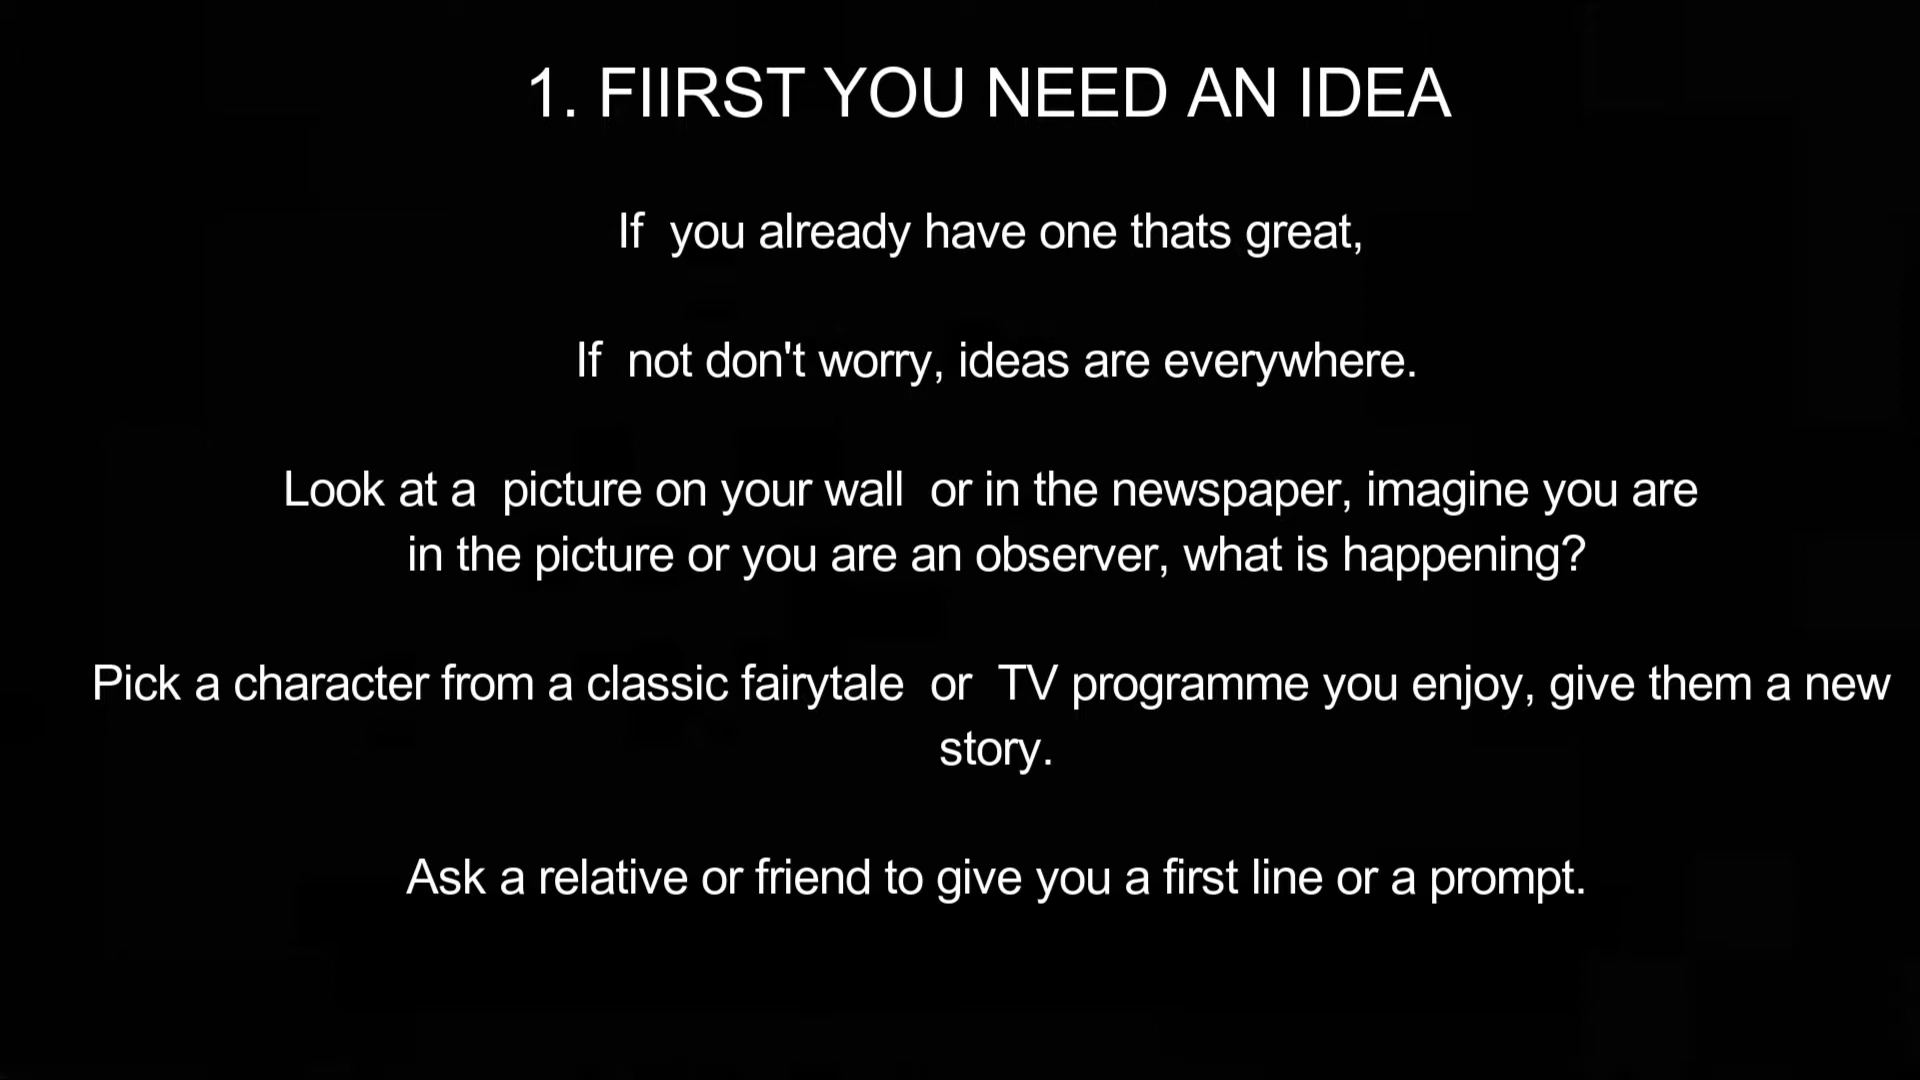 1. FIIRST YOU NEED AN IDEA
If  you already have one thats great,
If  not don't worry, ideas are everywhere.
Look at a  picture on your wall  or in the newspaper, imagine you are
in the picture or you are an observer, what is happening?
Pick a character from a classic fairytale  or  TV programme you enjoy, give them a new
story.
Ask a relative or friend to give you a first line or a prompt.